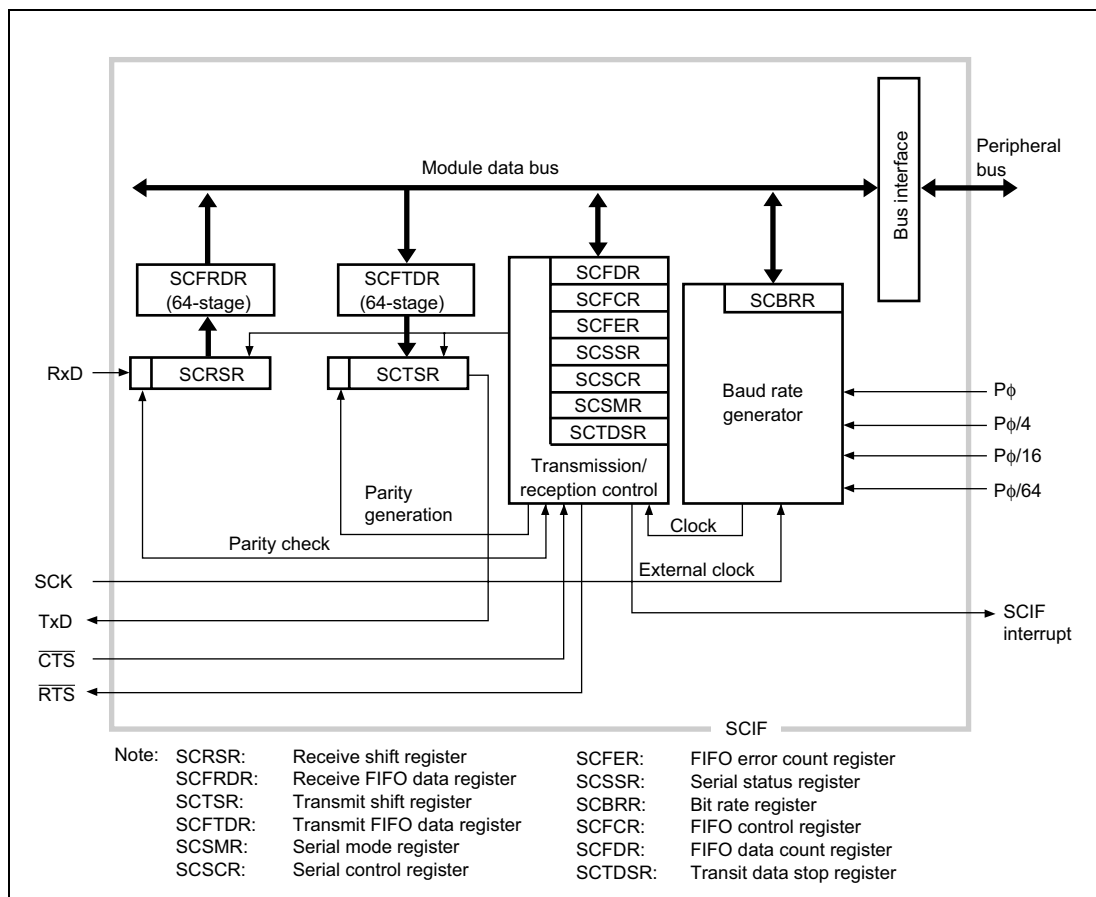 Module data bus
Bus interface
Peripheral
bus
SCFRDR
(64-stage)
SCFTDR
(64-stage)
SCFDR
SCFCR
SCFER
SCSSR
SCSCR
SCSMR
SCTDSR
Transmission/
reception control
SCBRR
Baud rate
generator
RxD
SCRSR
SCTSR
Pϕ
Pϕ/4
Pϕ/16
Pϕ/64
Parity
generation
Parity check
Clock
SCK
External clock
TxD
SCIF
interrupt
C̅T̅S̅
R̅T̅S̅
SCIF
Note: SCRSR: Receive shift register
SCFRDR: Receive FIFO data register
SCTSR: Transmit shift register
SCFTDR: Transmit FIFO data register
SCSMR: Serial mode register
SCSCR: Serial control register
SCFER: FIFO error count register
SCSSR: Serial status register
SCBRR: Bit rate register
SCFCR: FIFO control register
SCFDR: FIFO data count register
SCTDSR: Transit data stop register